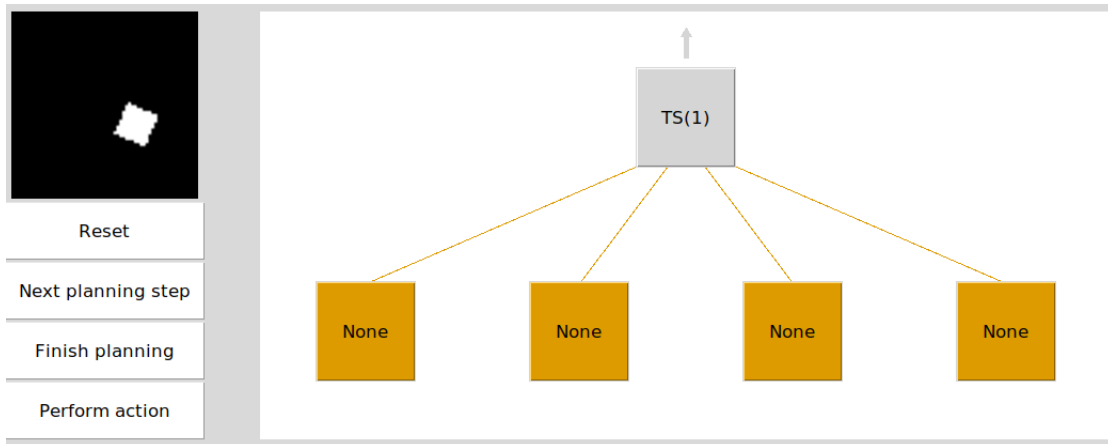 Reset
Next planning step
Finish planning
Perform action
TS(1)
None
None
None
None